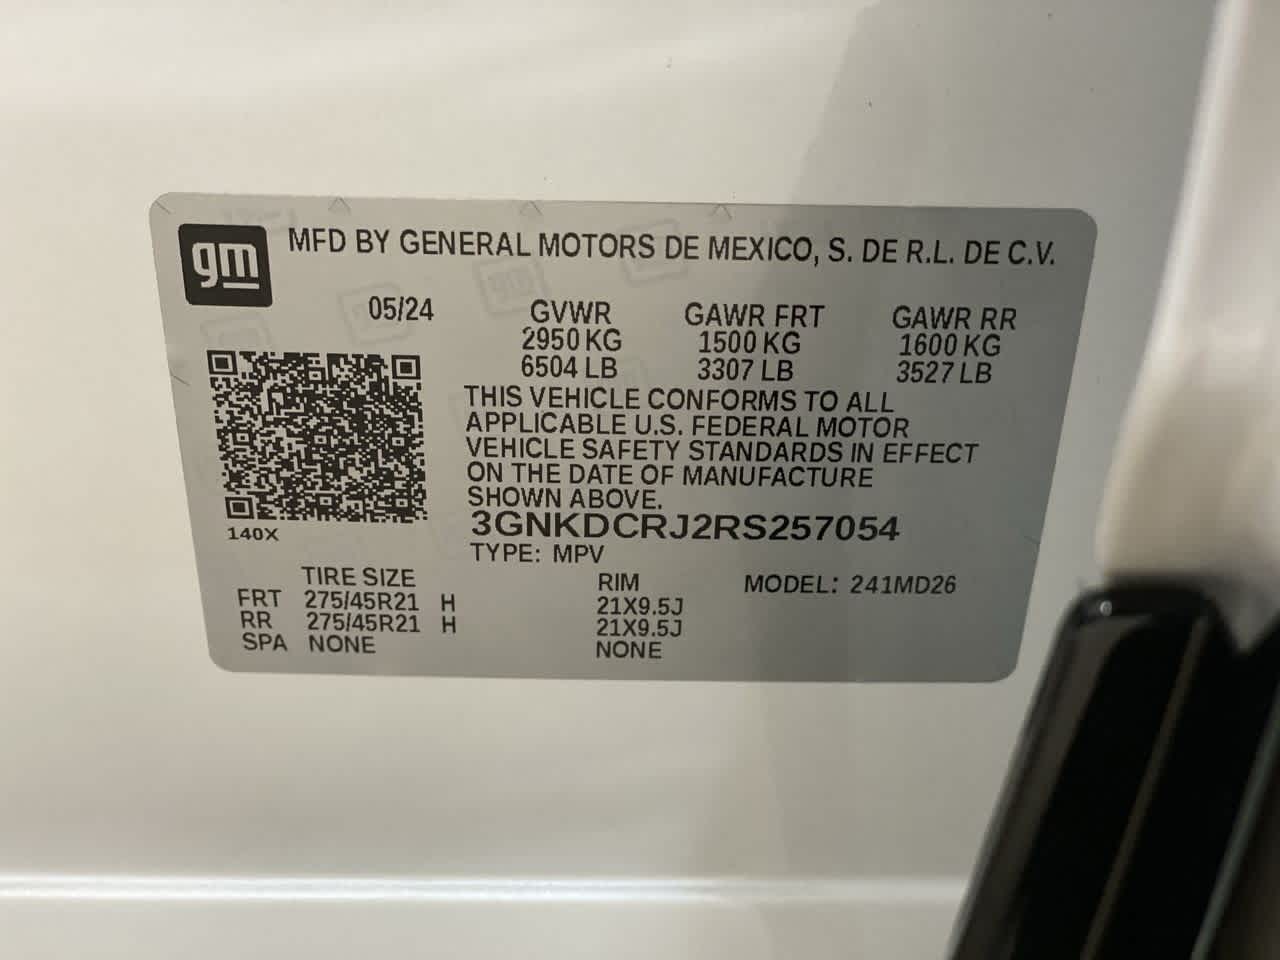 gm MFD BY GENERAL MOTORS DE MEXICO, S. DE R.L. DE C.V.
05/24 GVWR GAWR FRT GAWR RR
2950 KG 1500 KG 1600 KG
6504 LB 3307 LB 3527 LB
THIS VEHICLE CONFORMS TO ALL
APPLICABLE U.S. FEDERAL MOTOR
VEHICLE SAFETY STANDARDS IN EFFECT
ON THE DATE OF MANUFACTURE
SHOWN ABOVE.
3GNKDCRJ2RS257054
140X
TYPE: MPV
TIRE SIZE RIM MODEL: 241MD26
FRT 275/45R21 H 21X9.5J
RR 275/45R21 H 21X9.5J
SPA NONE NONE